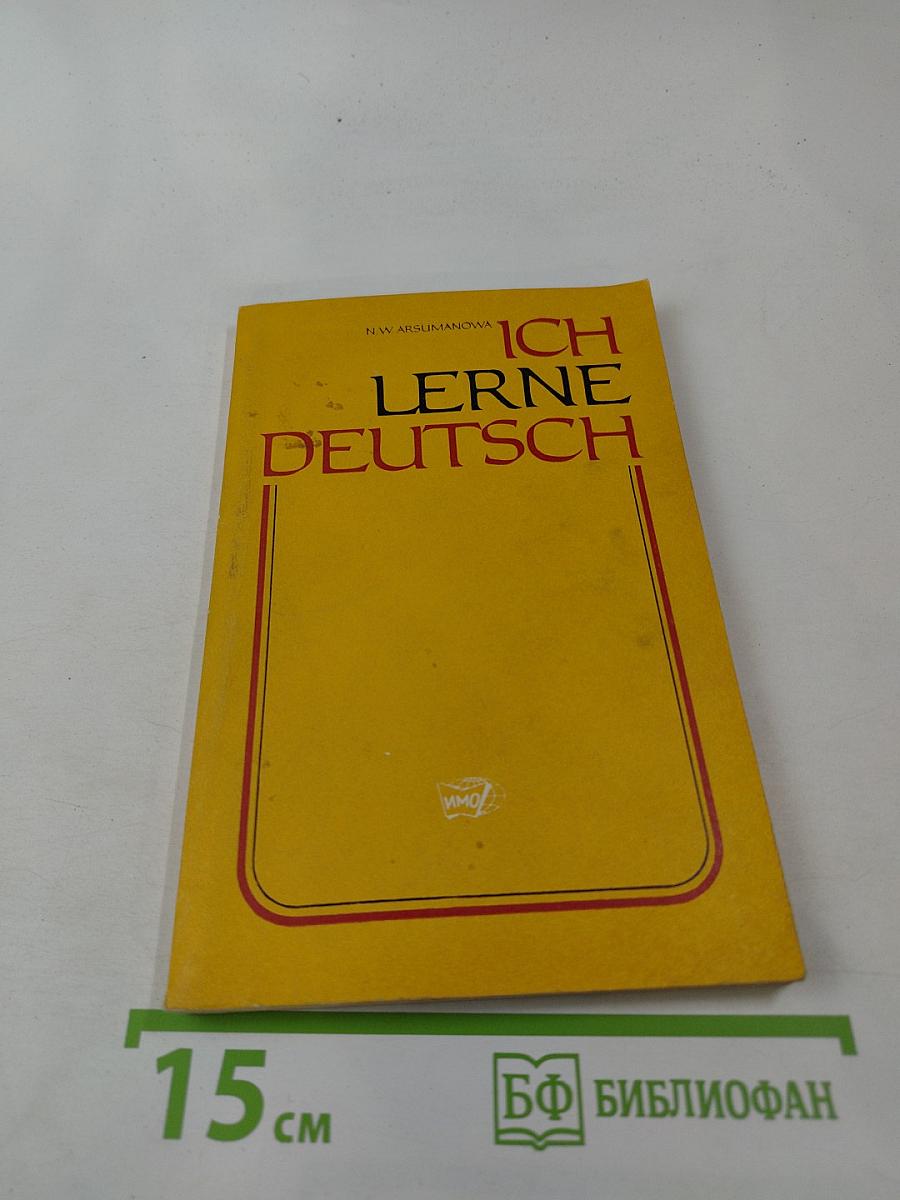 N. W. ARSUMANOWA ICH
LERNE
DEUTSCH
ИМО
15 см
БФ БИБЛИОФАН